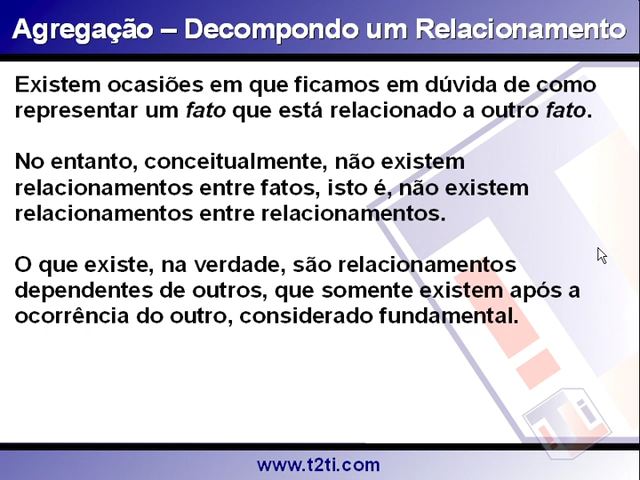 Agregação – Decompondo um Relacionamento
Existem ocasiões em que ficamos em dúvida de como
representar um fato que está relacionado a outro fato.
No entanto, conceitualmente, não existem
relacionamentos entre fatos, isto é, não existem
relacionamentos entre relacionamentos.
O que existe, na verdade, são relacionamentos
dependentes de outros, que somente existem após a
ocorrência do outro, considerado fundamental.
www.t2ti.com